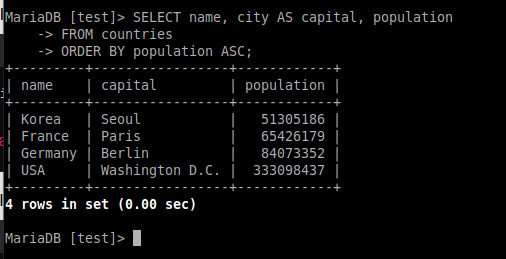 MariaDB [test]> SELECT name, city AS capital, population
    -> FROM countries
    -> ORDER BY population ASC;
+---------+-----------------+------------+
| name    | capital         | population |
+---------+-----------------+------------+
| Korea   | Seoul           |   51305186 |
| France  | Paris           |   65426179 |
| Germany | Berlin          |   84073352 |
| USA     | Washington D.C. |  333098437 |
+---------+-----------------+------------+
4 rows in set (0.00 sec)
MariaDB [test]>